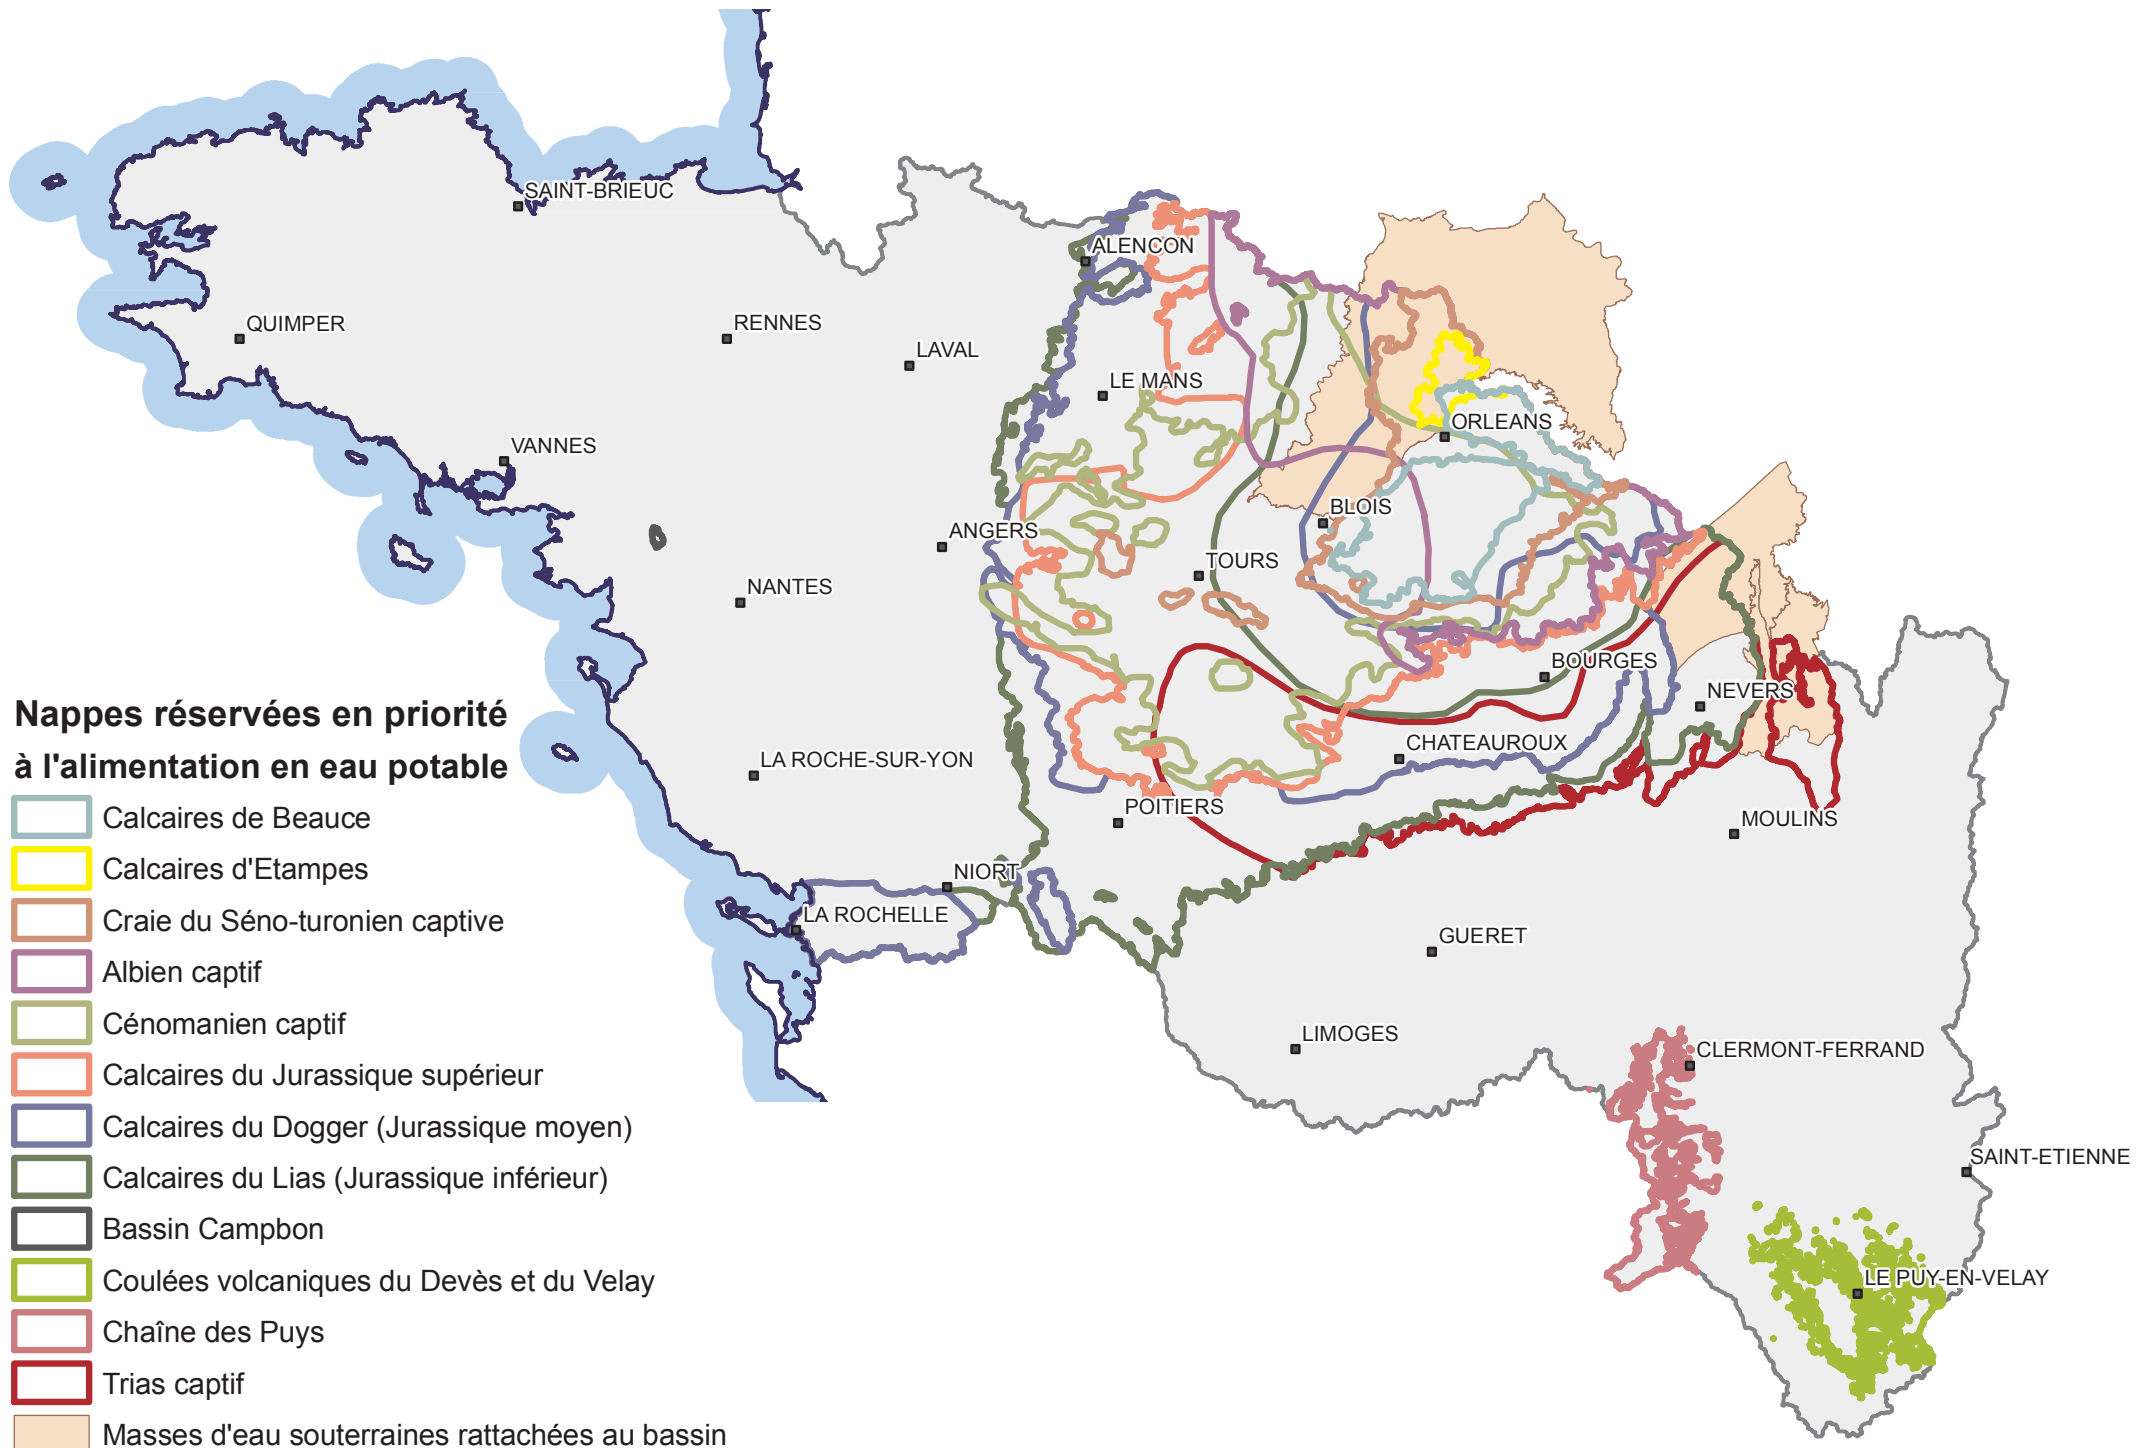 SAINT-BRIEUC
ALENCON
QUIMPER
RENNES
LAVAL
LE MANS
ORLEANS
VANNES
BLOIS
ANGERS
TOURS
NANTES
BOURGES
NEVERS
Nappes réservées en priorité
à l'alimentation en eau potable
LA ROCHE-SUR-YON
CHATEAUROUX
POITIERS
MOULINS
NIORT
LA ROCHELLE
GUERET
LIMOGES
CLERMONT-FERRAND
SAINT-ETIENNE
LE PUY-EN-VELAY
Calcaires de Beauce
Calcaires d'Etampes
Craie du Séno-turonien captive
Albien captif
Cénomanien captif
Calcaires du Jurassique supérieur
Calcaires du Dogger (Jurassique moyen)
Calcaires du Lias (Jurassique inférieur)
Bassin Campbon
Coulées volcaniques du Devès et du Velay
Chaîne des Puys
Trias captif
Masses d'eau souterraines rattachées au bassin